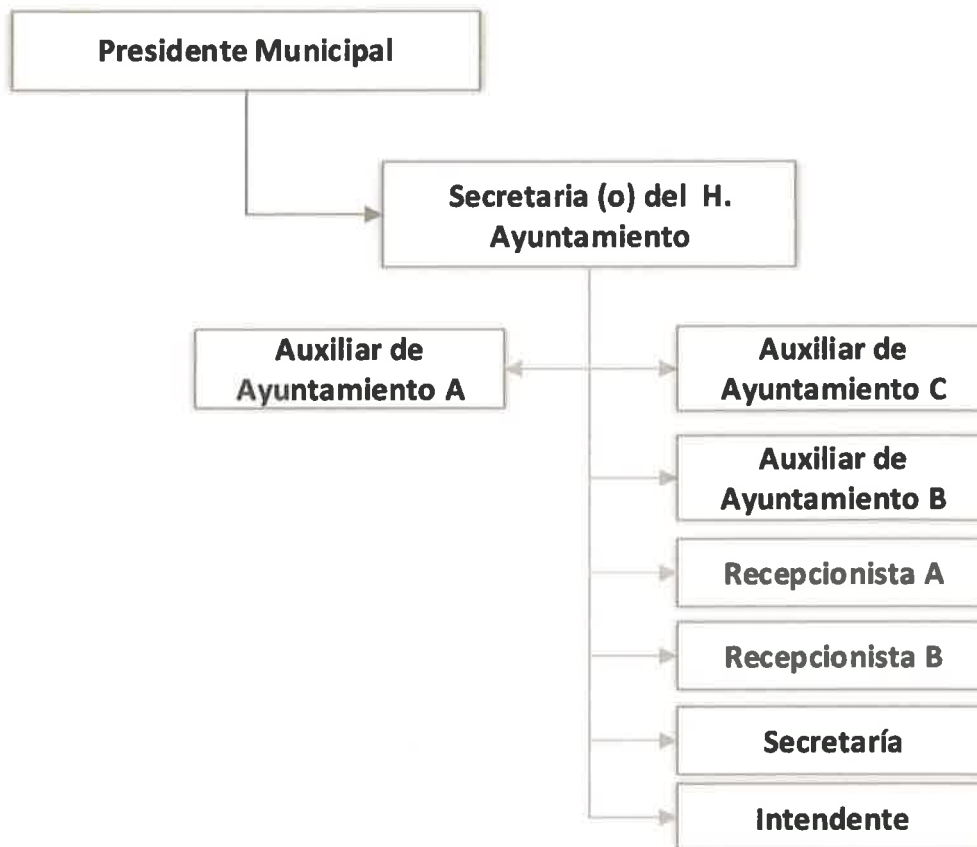 Presidente Municipal
Secretaria (o) del H.
Ayuntamiento
Auxiliar de
Ayuntamiento A
Auxiliar de
Ayuntamiento C
Auxiliar de
Ayuntamiento B
Recepcionista A
Recepcionista B
Secretaría
Intendente